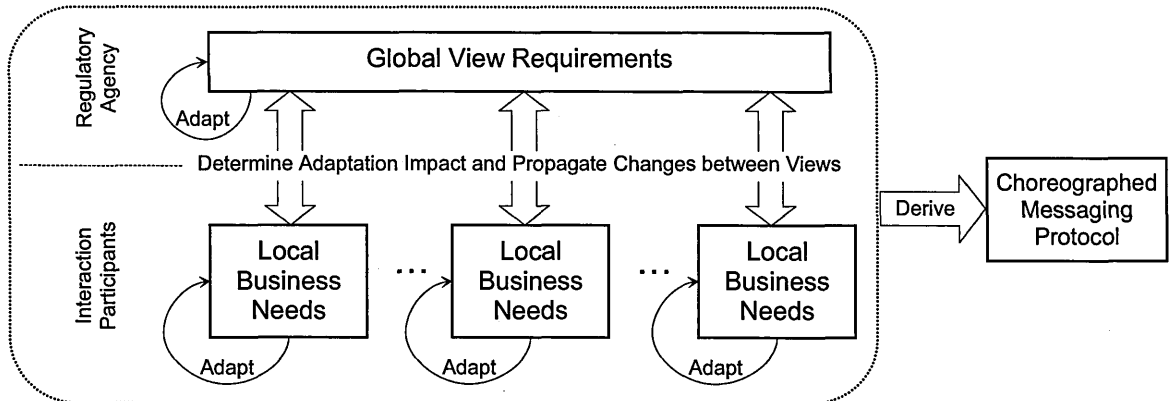 Regulatory
Agency
Global View Requirements
Adapt
Determine Adaptation Impact and Propagate Changes between Views
Interaction
Participants
Local
Business
Needs
Adapt
...
Local
Business
Needs
Adapt
...
Local
Business
Needs
Adapt
Derive
Choreographed
Messaging
Protocol